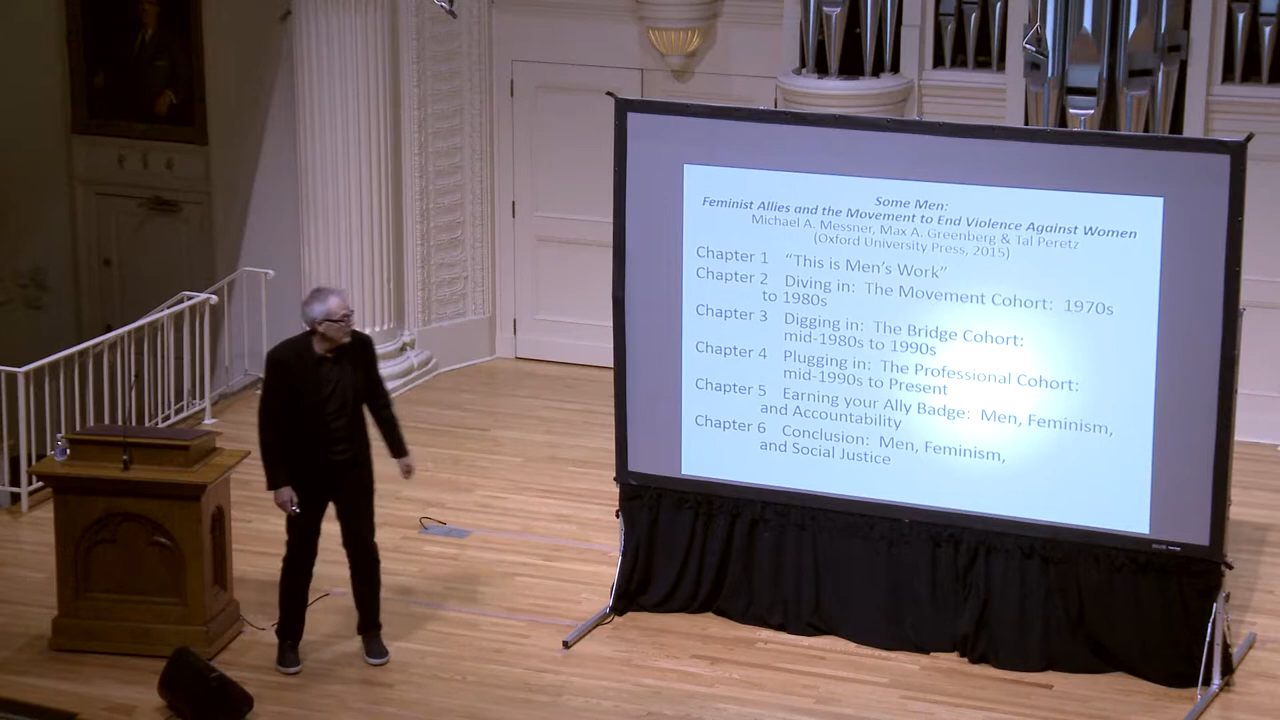 Some Men:
Feminist Allies and the Movement to End Violence Against Women
Michael A. Messner, Max A. Greenberg & Tal Peretz
(Oxford University Press, 2015)
Chapter 1 “This is Men’s Work”
Chapter 2 Diving in: The Movement Cohort: 1970s
to 1980s
Chapter 3 Digging in: The Bridge Cohort:
mid-1980s to 1990s
Chapter 4 Plugging in: The Professional Cohort:
mid-1990s to Present
Chapter 5 Earning your Ally Badge: Men, Feminism,
and Accountability
Chapter 6 Conclusion: Men, Feminism,
and Social Justice